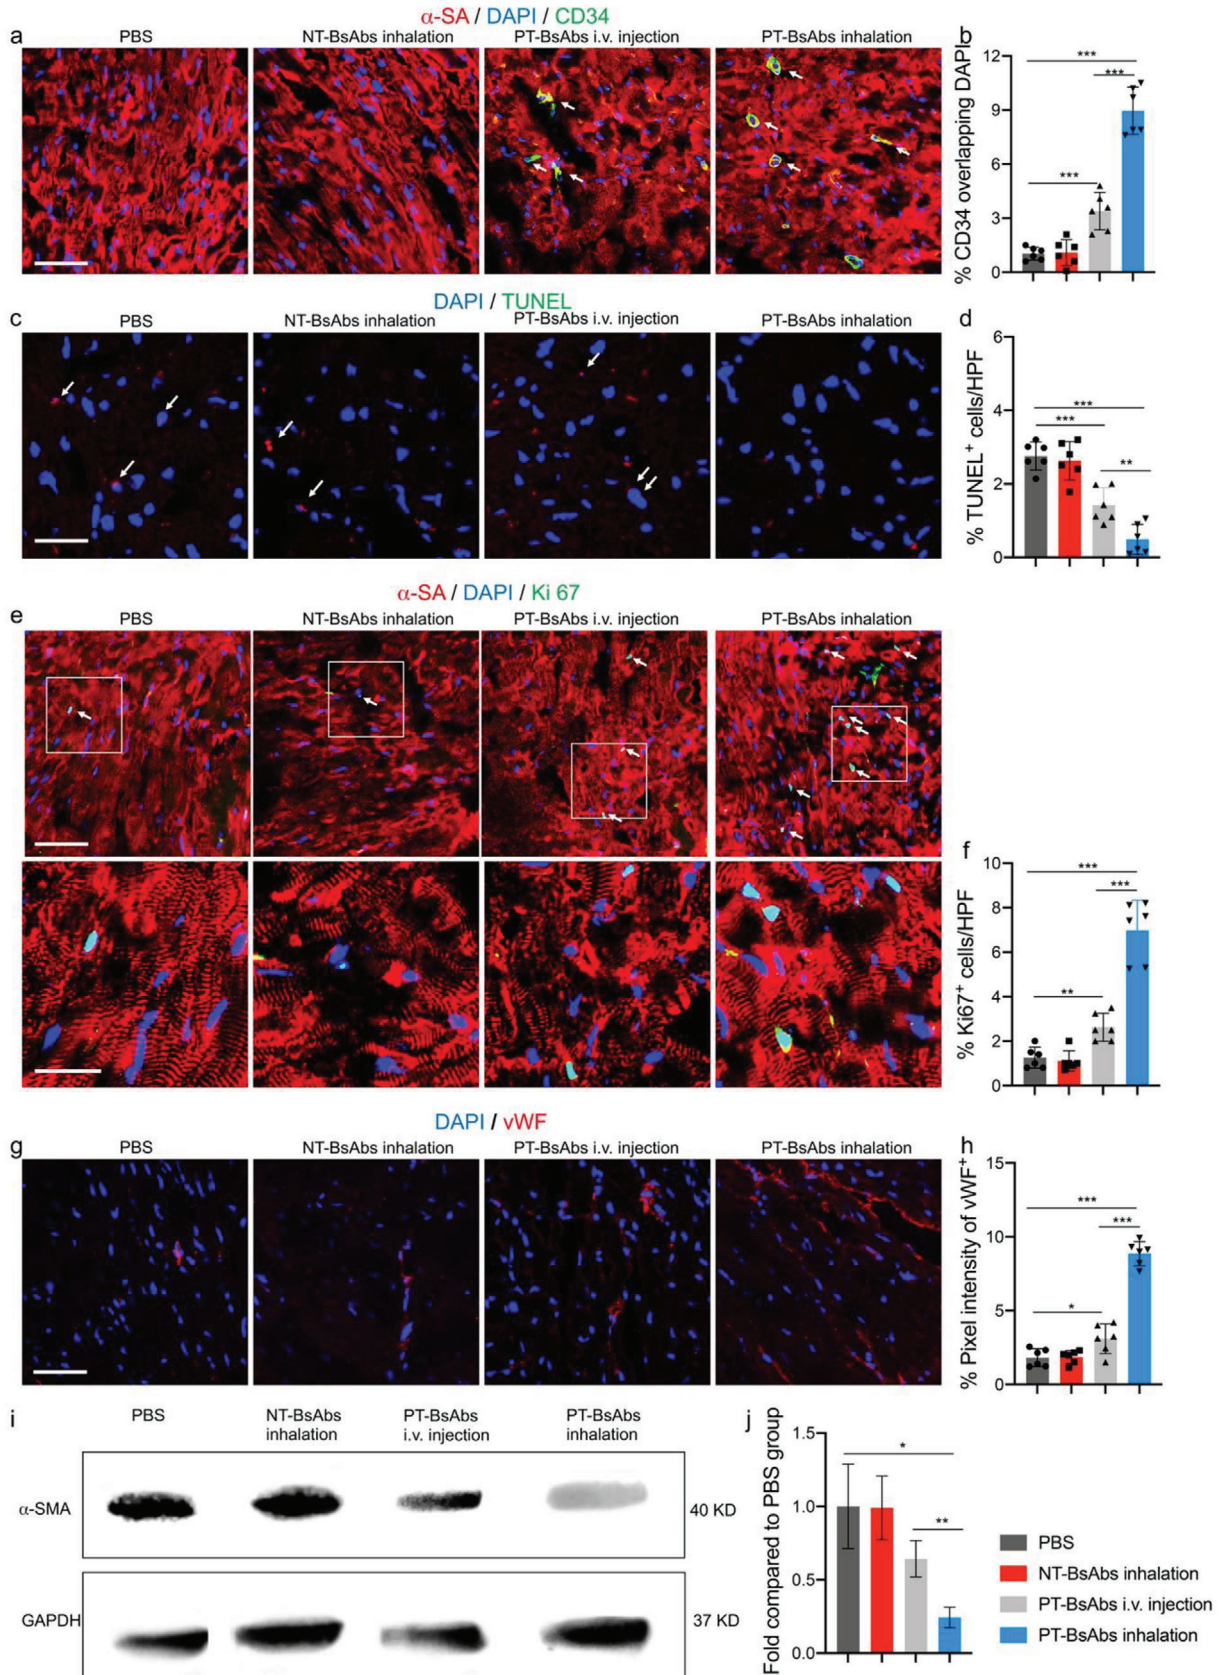 α-SA / DAPI / CD34
a
PBS
NT-BsAbs inhalation
PT-BsAbs i.v. injection
PT-BsAbs inhalation
b
% CD34 overlapping DAPI
12
9
6
3
0
***
***
***
DAPI / TUNEL
c
PBS
NT-BsAbs inhalation
PT-BsAbs i.v. injection
PT-BsAbs inhalation
d
% TUNEL+ cells/HPF
6
4
2
0
***
***
**
α-SA / DAPI / Ki 67
e
PBS
NT-BsAbs inhalation
PT-BsAbs i.v. injection
PT-BsAbs inhalation
f
% Ki67+ cells/HPF
10
8
6
4
2
0
***
***
**
DAPI / vWF
g
PBS
NT-BsAbs inhalation
PT-BsAbs i.v. injection
PT-BsAbs inhalation
h
% Pixel intensity of vWF+
15
10
5
0
***
***
*
i
PBS
NT-BsAbs
inhalation
PT-BsAbs
i.v. injection
PT-BsAbs
inhalation
α-SMA
40 KD
GAPDH
37 KD
j
Fold compared to PBS group
1.5
1.0
0.5
0.0
*
**
PBS
NT-BsAbs inhalation
PT-BsAbs i.v. injection
PT-BsAbs inhalation